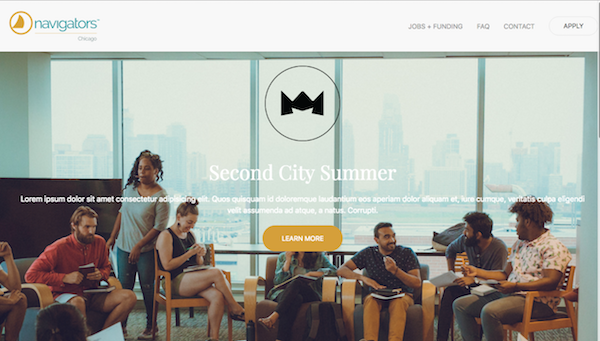 navigators®
Chicago
JOBS + FUNDING FAQ CONTACT APPLY
Second City Summer
Lorem ipsum dolor sit amet consectetur adipisicing elit. Quos quisquam id doloremque laudantium eos aperiam dolor aliquam et, iure cumque, veritatis culpa eligendi
velit assumenda ad atque, a natus. Corrupti.
LEARN MORE